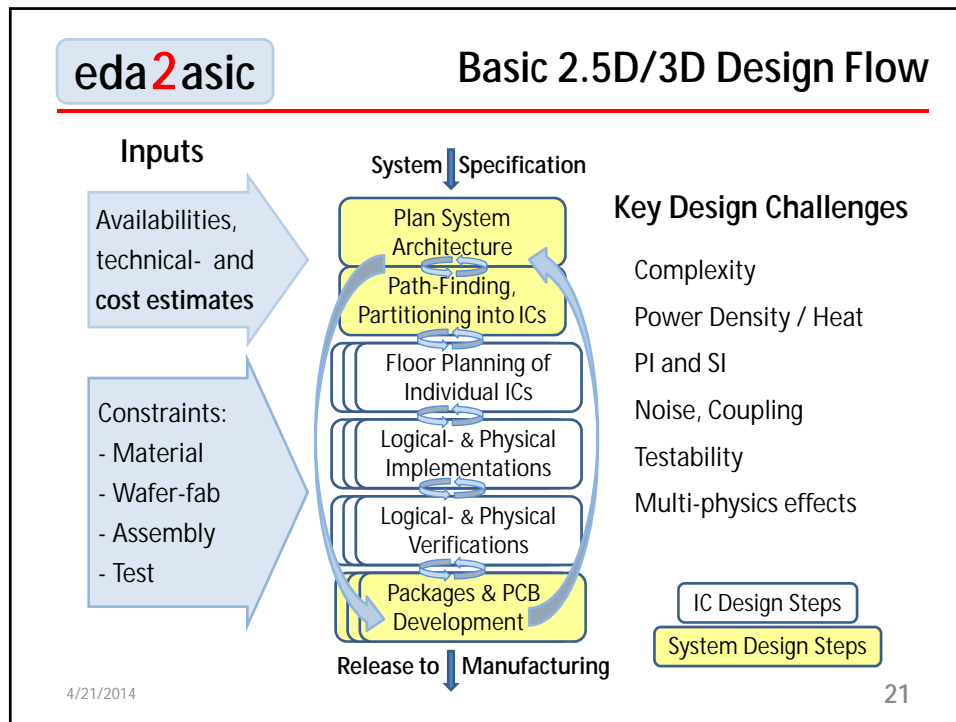 eda2asic
Basic 2.5D/3D Design Flow
Inputs
Availabilities,
technical- and
cost estimates
Constraints:
- Material
- Wafer-fab
- Assembly
- Test
System Specification
Plan System
Architecture
Path-Finding,
Partitioning into ICs
Floor Planning of
Individual ICs
Logical- & Physical
Implementations
Logical- & Physical
Verifications
Packages & PCB
Development
Release to Manufacturing
Key Design Challenges
Complexity
Power Density / Heat
PI and SI
Noise, Coupling
Testability
Multi-physics effects
IC Design Steps
System Design Steps
4/21/2014
21